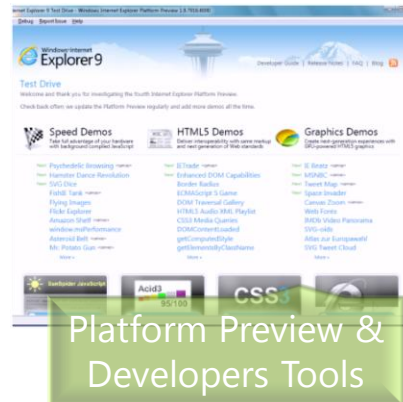 Internet Explorer 9 Test Drive - Windows Internet Explorer Platform Preview
Debug Report Issue Help
Windows Internet
Explorer 9
Developer Guide | Release Notes | FAQ | Blog
Test Drive
Welcome and thank you for investigating the fourth Internet Explorer Platform Preview.
Check back often: we update the Platform Preview regularly and add more demos all the time.
Speed Demos
Take full advantage of your hardware
with background compiled JavaScript
HTML5 Demos
Deliver interoperability with same markup
and next generation of Web standards
Graphics Demos
Create next-generation experiences with
GPU-powered HTML5 graphics
Psychedelic Browsing
Hamster Dance Revolution
SVG Dice
FishIE Tank
Flying Images
Flickr Explorer
Amazon Shelf
window.msPerformance
Asteroid Belt
Mr. Potato Gun
More
IETrade
Enhanced DOM Capabilities
Border Radius
ECMAScript 5 Game
DOM Traversal Gallery
HTML5 Audio XML Playlist
CSS3 Media Queries
DOMContentLoaded
getComputedStyle
getElementsByClassName
More
IE Beatz
MSNBC
Tweet Map
Space Invader
Canvas Zoom
Web Fonts
IMDb Video Panorama
SVG-oids
Atlas zur Europawahl
SVG Tweet Cloud
More
SunSpider JavaScript
Acid3
95/100
CSS3
Platform Preview &
Developers Tools